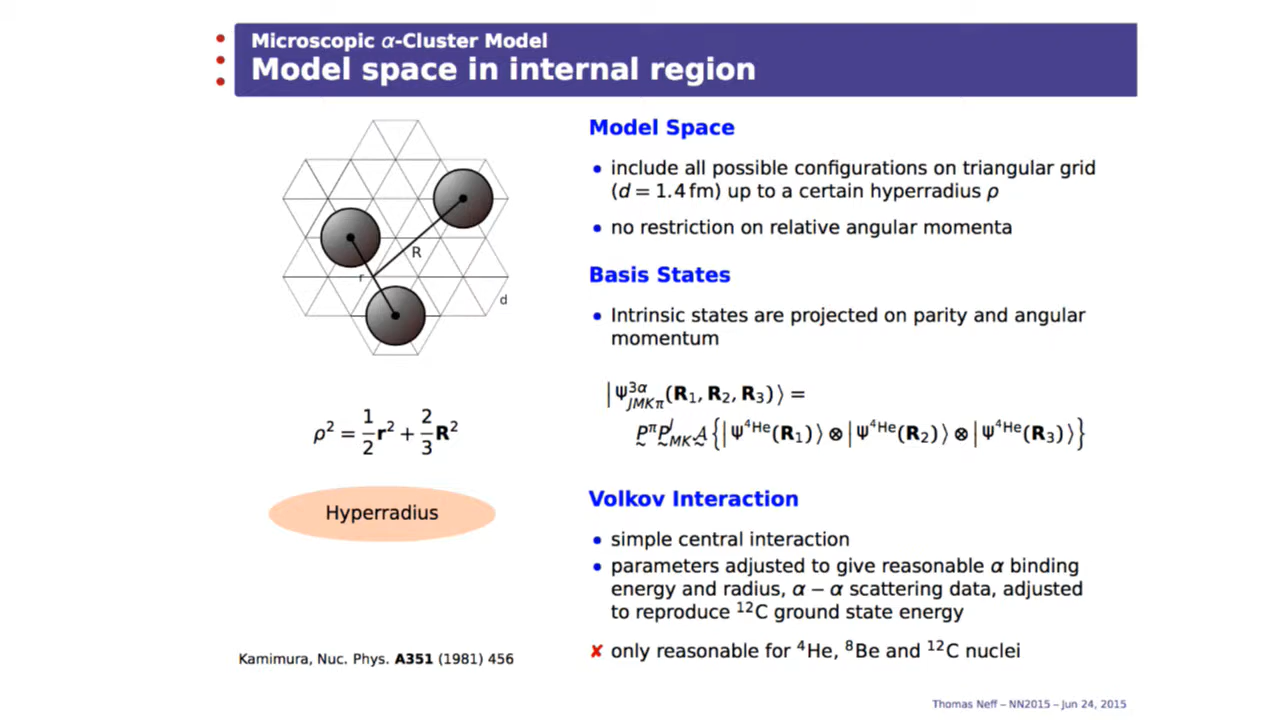 Microscopic α-Cluster Model
Model space in internal region
R
r
d
ρ² = 1/2 r² + 2/3 R²
Hyperradius
Kamimura, Nuc. Phys. A351 (1981) 456
Model Space
• include all possible configurations on triangular grid
(d = 1.4 fm) up to a certain hyperradius ρ
• no restriction on relative angular momenta
Basis States
• Intrinsic states are projected on parity and angular
momentum
|Ψ^{3α}_{JMKπ}(R₁, R₂, R₃)⟩ =
P̰^π P̰^J_{MK} 𝒜̰ {|Ψ^{⁴He}(R₁)⟩ ⊗ |Ψ^{⁴He}(R₂)⟩ ⊗ |Ψ^{⁴He}(R₃)⟩}
Volkov Interaction
• simple central interaction
• parameters adjusted to give reasonable α binding
energy and radius, α − α scattering data, adjusted
to reproduce ¹²C ground state energy
✘ only reasonable for ⁴He, ⁸Be and ¹²C nuclei
Thomas Neff – NN2015 – Jun 24, 2015